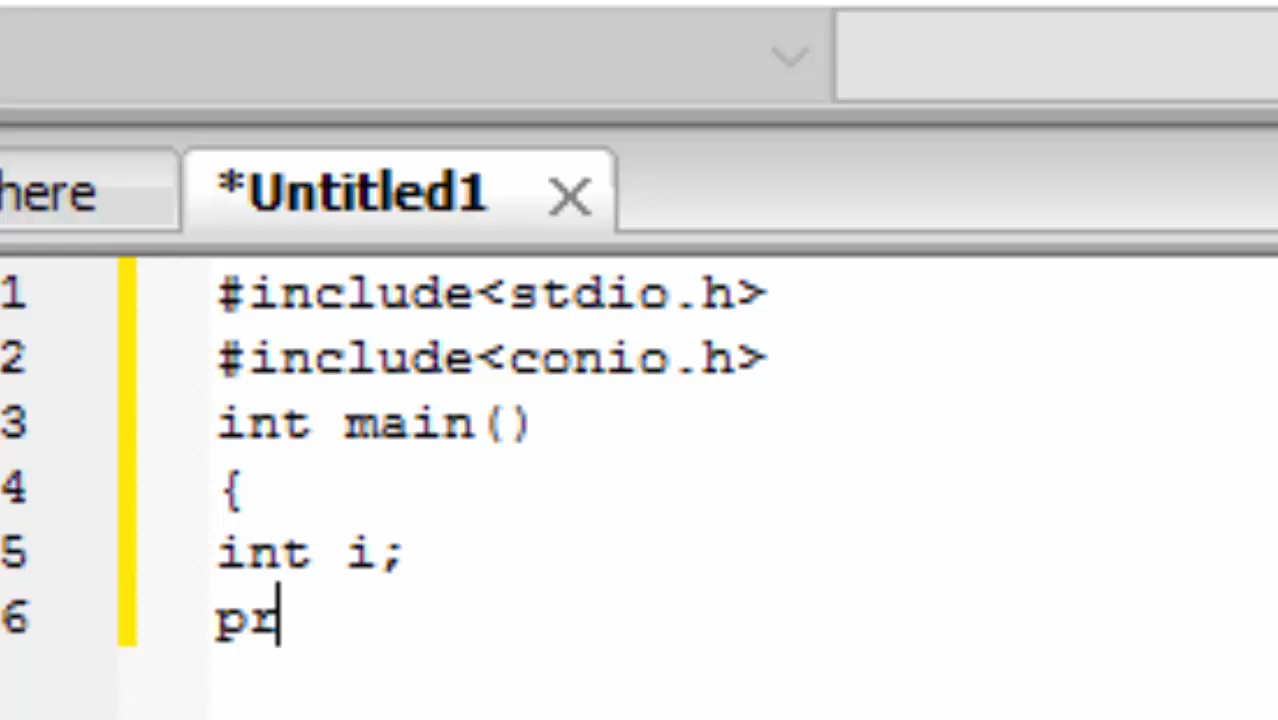 here
*Untitled1
1 #include<stdio.h>
2 #include<conio.h>
3 int main()
4 {
5 int i;
6 pr